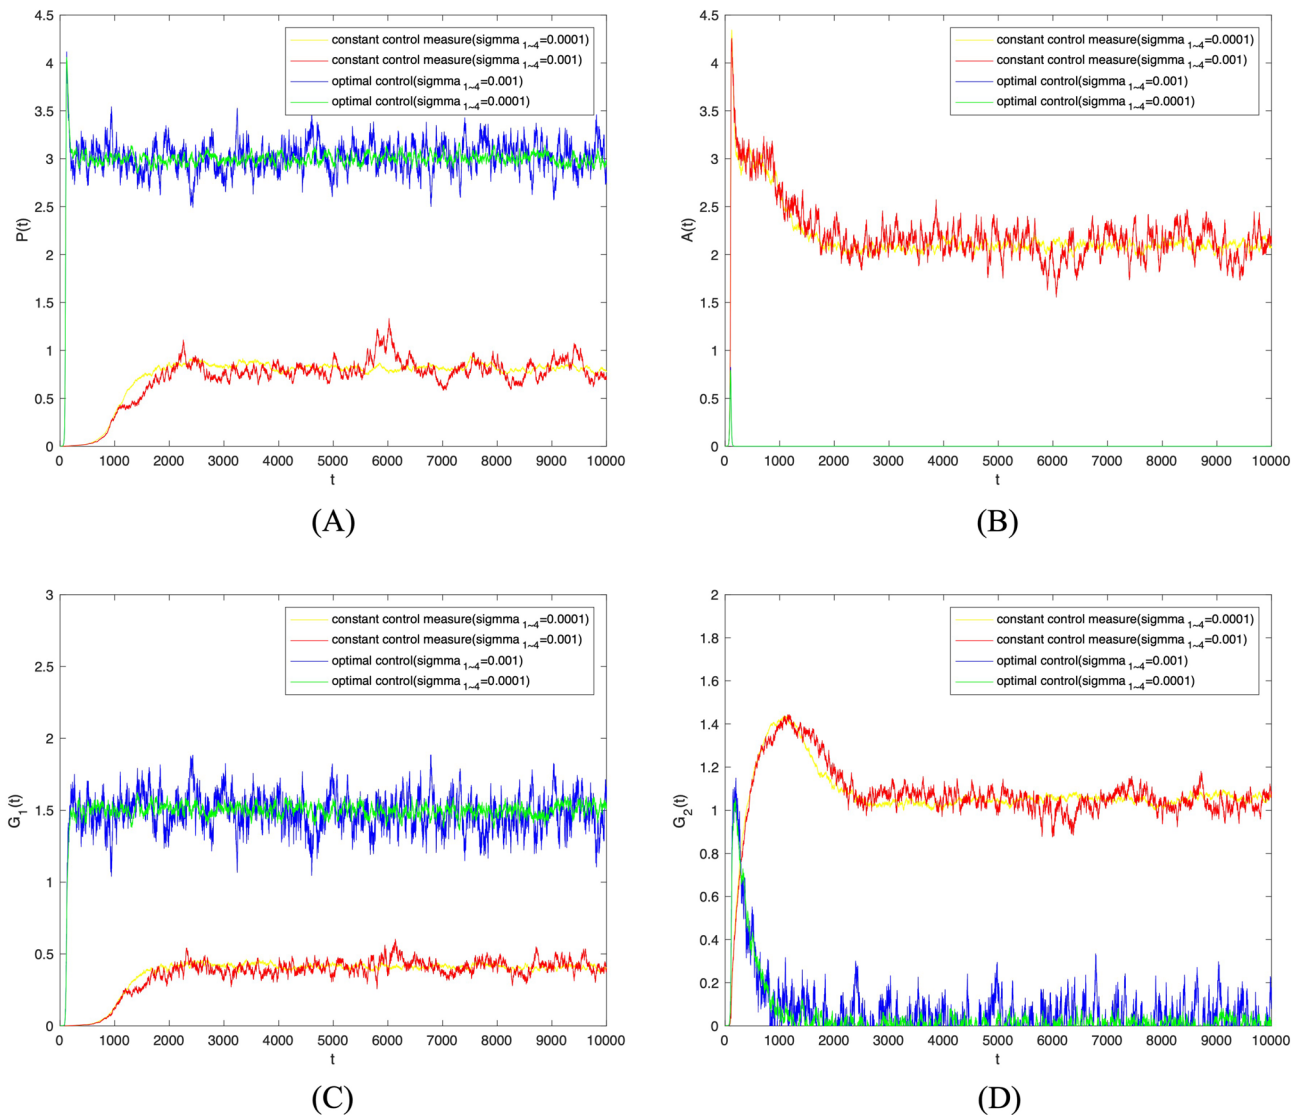 4.5
4
3.5
3
2.5
2
1.5
1
0.5
0
P(t)
constant control measure(sigmma 1~4=0.0001)
constant control measure(sigmma 1~4=0.001)
optimal control(sigmma 1~4=0.001)
optimal control(sigmma 1~4=0.0001)
0 1000 2000 3000 4000 5000 6000 7000 8000 9000 10000
t
(A)
4.5
4
3.5
3
2.5
2
1.5
1
0.5
0
A(t)
constant control measure(sigmma 1~4=0.0001)
constant control measure(sigmma 1~4=0.001)
optimal control(sigmma 1~4=0.001)
optimal control(sigmma 1~4=0.0001)
0 1000 2000 3000 4000 5000 6000 7000 8000 9000 10000
t
(B)
3
2.5
2
1.5
1
0.5
0
G1(t)
constant control measure(sigmma 1~4=0.0001)
constant control measure(sigmma 1~4=0.001)
optimal control(sigmma 1~4=0.001)
optimal control(sigmma 1~4=0.0001)
0 1000 2000 3000 4000 5000 6000 7000 8000 9000 10000
t
(C)
2
1.8
1.6
1.4
1.2
1
0.8
0.6
0.4
0.2
0
G2(t)
constant control measure(sigmma 1~4=0.0001)
constant control measure(sigmma 1~4=0.001)
optimal control(sigmma 1~4=0.001)
optimal control(sigmma 1~4=0.0001)
0 1000 2000 3000 4000 5000 6000 7000 8000 9000 10000
t
(D)